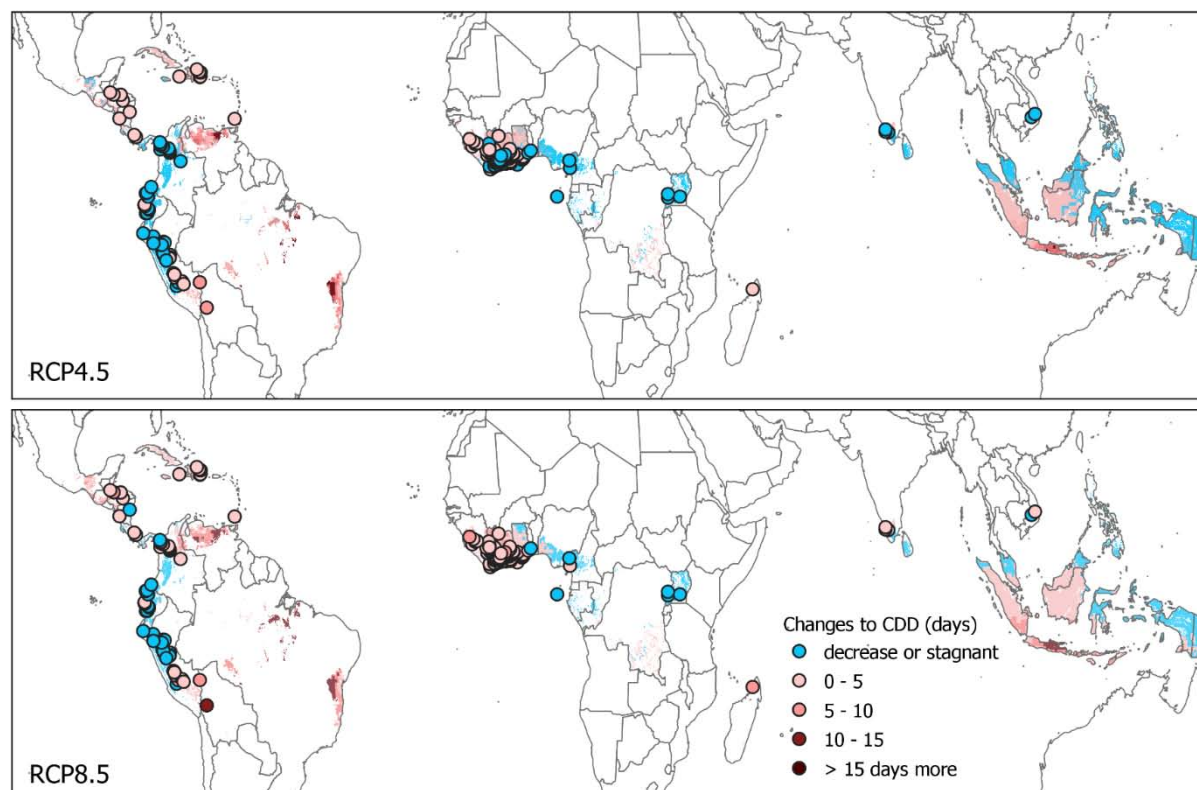 RCP4.5
RCP8.5
Changes to CDD (days)
decrease or stagnant
0 - 5
5 - 10
10 - 15
> 15 days more